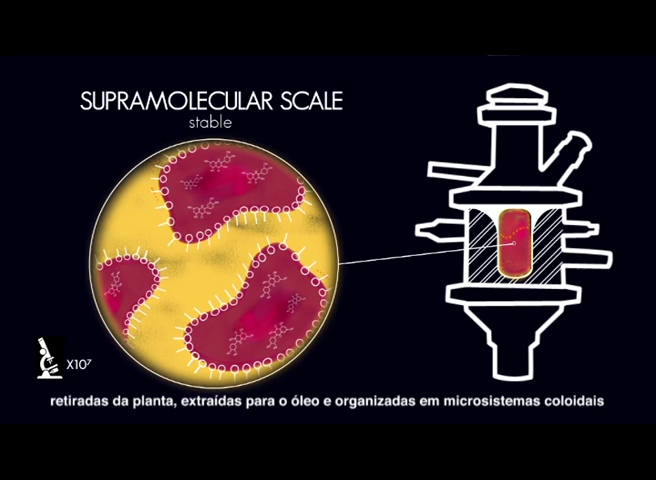 SUPRAMOLECULAR SCALE
stable
X10⁷
retiradas da planta, extraídas para o óleo e organizadas em microsistemas coloidais